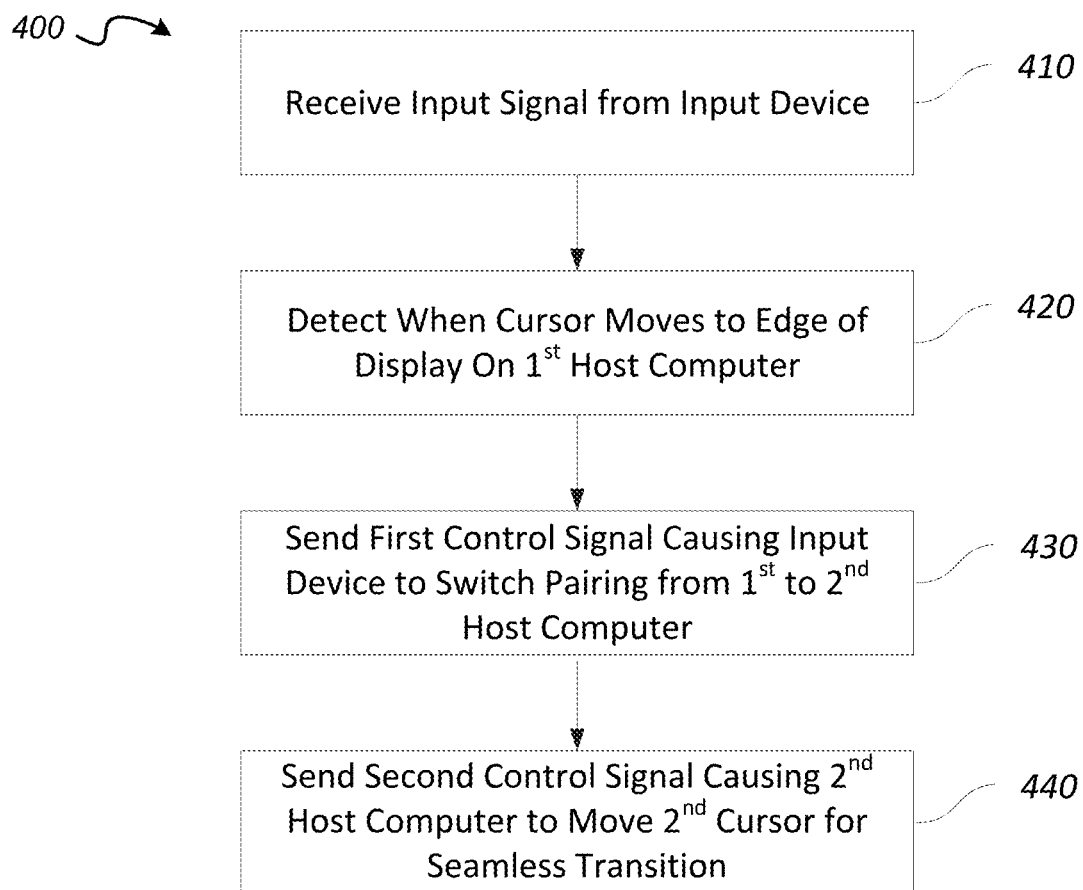 400
Receive Input Signal from Input Device
410
Detect When Cursor Moves to Edge of
Display On 1st Host Computer
420
Send First Control Signal Causing Input
Device to Switch Pairing from 1st to 2nd
Host Computer
430
Send Second Control Signal Causing 2nd
Host Computer to Move 2nd Cursor for
Seamless Transition
440